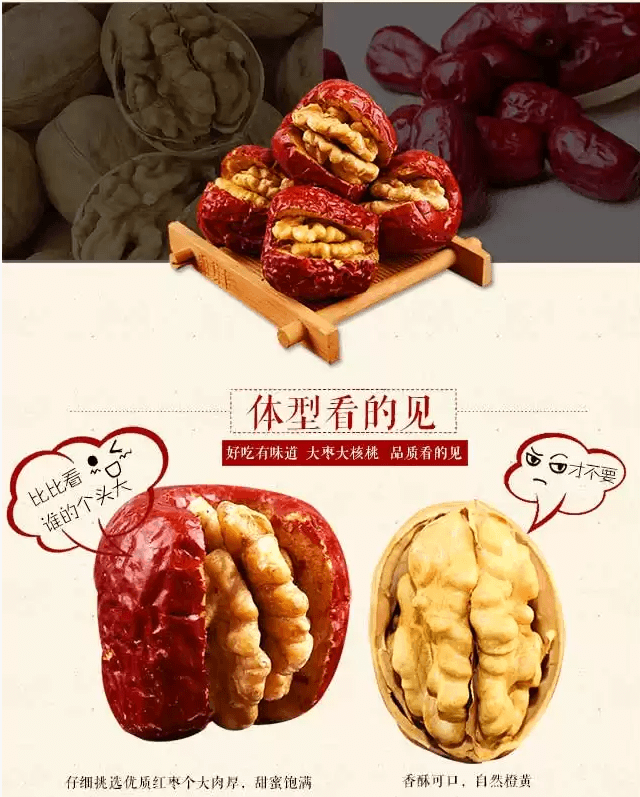 体型看的见
好吃有味道 大枣大核桃 品质看的见
比比看
谁的个头大
才不要
仔细挑选优质红枣个大肉厚，甜蜜饱满
香酥可口，自然橙黄